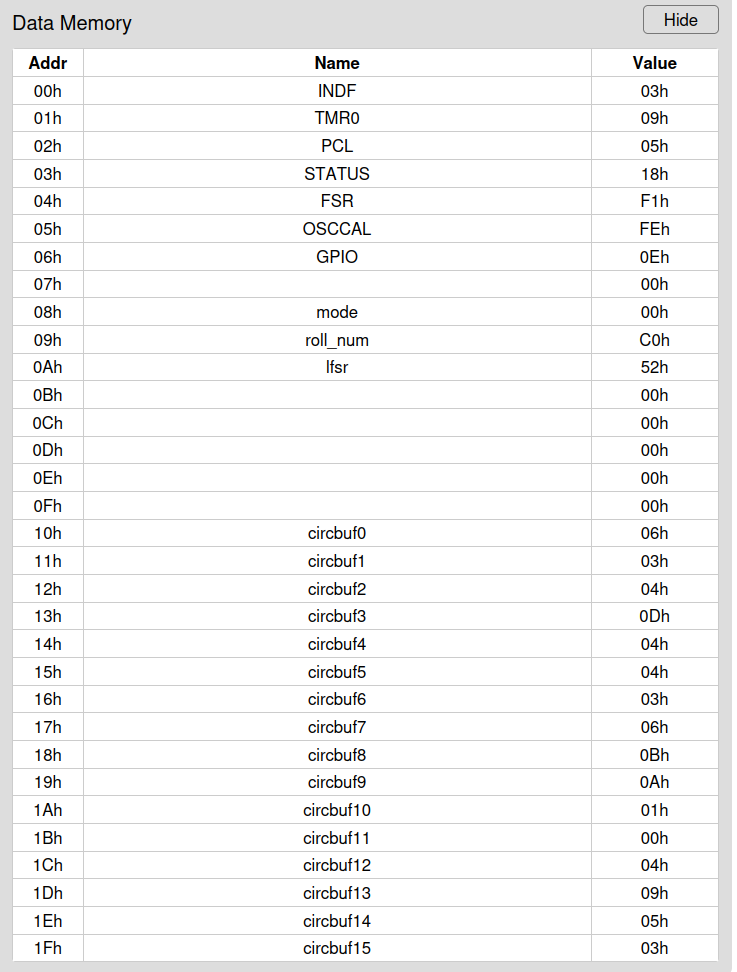 Data Memory Hide
Addr Name Value
00h INDF 03h
01h TMR0 09h
02h PCL 05h
03h STATUS 18h
04h FSR F1h
05h OSCCAL FEh
06h GPIO 0Eh
07h 00h
08h mode 00h
09h roll_num C0h
0Ah lfsr 52h
0Bh 00h
0Ch 00h
0Dh 00h
0Eh 00h
0Fh 00h
10h circbuf0 06h
11h circbuf1 03h
12h circbuf2 04h
13h circbuf3 0Dh
14h circbuf4 04h
15h circbuf5 04h
16h circbuf6 03h
17h circbuf7 06h
18h circbuf8 0Bh
19h circbuf9 0Ah
1Ah circbuf10 01h
1Bh circbuf11 00h
1Ch circbuf12 04h
1Dh circbuf13 09h
1Eh circbuf14 05h
1Fh circbuf15 03h